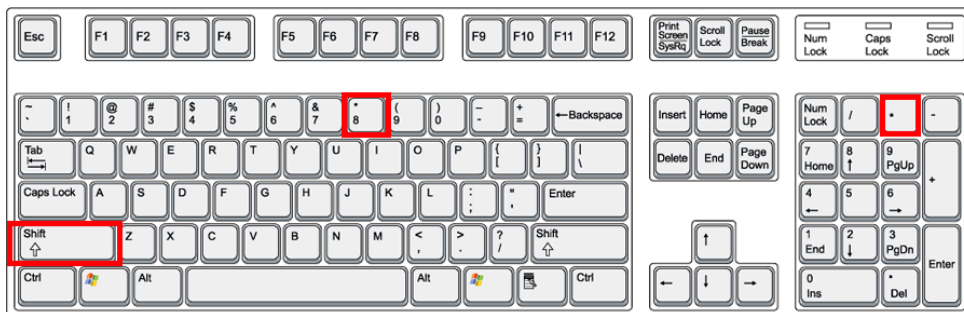 Esc F1 F2 F3 F4 F5 F6 F7 F8 F9 F10 F11 F12 Print Screen SysRq Scroll Lock Pause Break Num Lock Caps Lock Scroll Lock
~ ` ! 1 @ 2 # 3 $ 4 % 5 ^ 6 & 7 * 8 ( 9 ) 0 – - + = ←Backspace Insert Home Page Up Num Lock / * -
Tab Q W E R T Y U I O P { [ } ] | \ Delete End Page Down 7 Home 8 ↑ 9 PgUp +
Caps Lock A S D F G H J K L : ; " ' Enter 4 ← 5 6 →
Shift ⇧ Z X C V B N M < , > . ? / Shift ⇧ ↑ 1 End 2 ↓ 3 PgDn Enter
Ctrl Alt Alt Ctrl ← ↓ → 0 Ins • Del